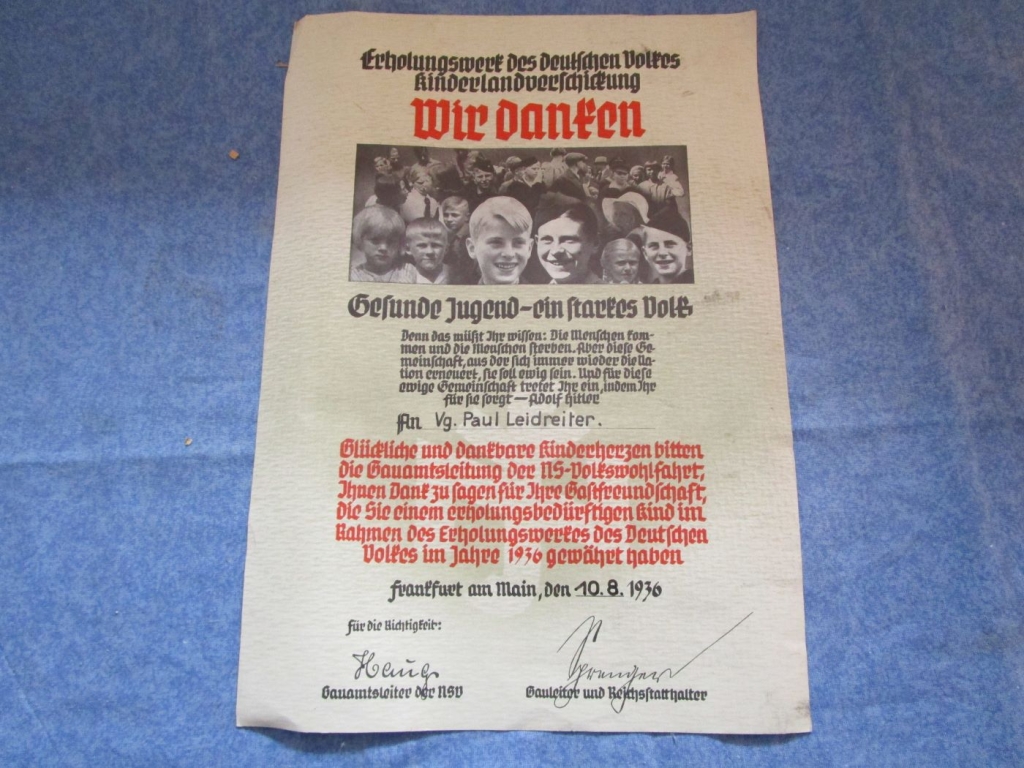 Erholungswerk des Deutschen Volkes
Kinderlandverschickung
Wir danken
Gesunde Jugend – ein starkes Volk
Denn das müßt Ihr wissen: Die Menschen kom-
men und die Menschen sterben. Aber diese Ge-
meinschaft, aus der sich immer wieder die Na-
tion erneuert, sie soll ewig sein. Und für diese
ewige Gemeinschaft tretet Ihr ein, indem Ihr
für sie sorgt — Adolf Hitler
An Vg. Paul Leidreiter.
Glückliche und dankbare Kinderherzen bitten
die Gauamtsleitung der NS-Volkswohlfahrt,
Ihnen Dank zu sagen für Ihre Gastfreundschaft,
die Sie einem erholungsbedürftigen Kind im
Rahmen des Erholungswerkes des Deutschen
Volkes im Jahre 1936 gewährt haben
Frankfurt am Main, den 10. 8. 1936
Für die Richtigkeit:
Haug
Sprenger
Gauamtsleiter der NSV
Gauleiter und Reichsstatthalter